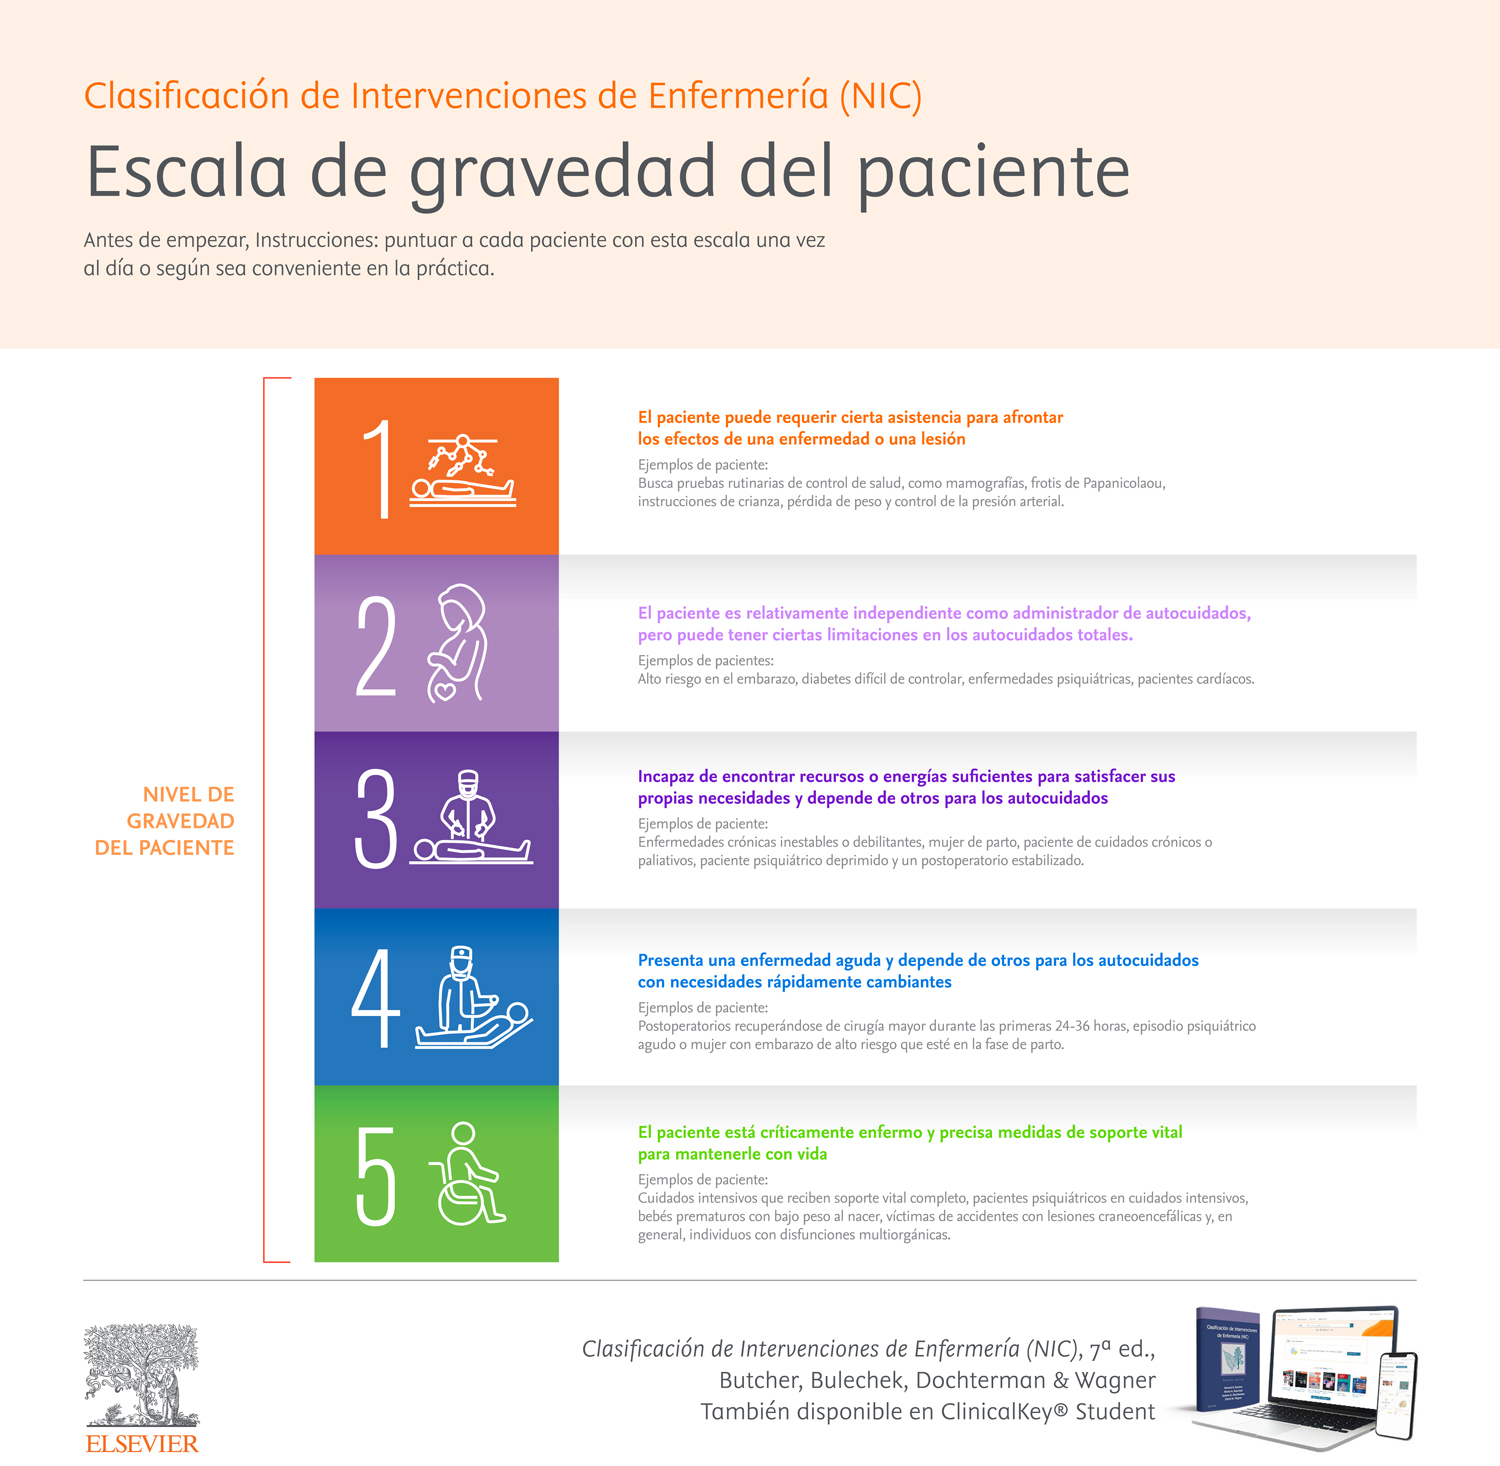 Clasificación de Intervenciones de Enfermería (NIC)
Escala de gravedad del paciente
Antes de empezar, Instrucciones: puntuar a cada paciente con esta escala una vez
al día o según sea conveniente en la práctica.
NIVEL DE
GRAVEDAD
DEL PACIENTE
1
El paciente puede requerir cierta asistencia para afrontar
los efectos de una enfermedad o una lesión
Ejemplos de paciente:
Busca pruebas rutinarias de control de salud, como mamografías, frotis de Papanicolaou,
instrucciones de crianza, pérdida de peso y control de la presión arterial.
2
El paciente es relativamente independiente como administrador de autocuidados,
pero puede tener ciertas limitaciones en los autocuidados totales.
Ejemplos de pacientes:
Alto riesgo en el embarazo, diabetes difícil de controlar, enfermedades psiquiátricas, pacientes cardíacos.
3
Incapaz de encontrar recursos o energías suficientes para satisfacer sus
propias necesidades y depende de otros para los autocuidados
Ejemplos de paciente:
Enfermedades crónicas inestables o debilitantes, mujer de parto, paciente de cuidados crónicos o
paliativos, paciente psiquiátrico deprimido y un postoperatorio estabilizado.
4
Presenta una enfermedad aguda y depende de otros para los autocuidados
con necesidades rápidamente cambiantes
Ejemplos de paciente:
Postoperatorios recuperándose de cirugía mayor durante las primeras 24-36 horas, episodio psiquiátrico
agudo o mujer con embarazo de alto riesgo que esté en la fase de parto.
5
El paciente está críticamente enfermo y precisa medidas de soporte vital
para mantenerle con vida
Ejemplos de paciente:
Cuidados intensivos que reciben soporte vital completo, pacientes psiquiátricos en cuidados intensivos,
bebés prematuros con bajo peso al nacer, víctimas de accidentes con lesiones craneoencefálicas y, en
general, individuos con disfunciones multiorgánicas.
ELSEVIER
Clasificación de Intervenciones de Enfermería (NIC), 7ª ed.,
Butcher, Bulechek, Dochterman & Wagner
También disponible en ClinicalKey® Student
Clasificación de Intervenciones
de Enfermería (NIC)